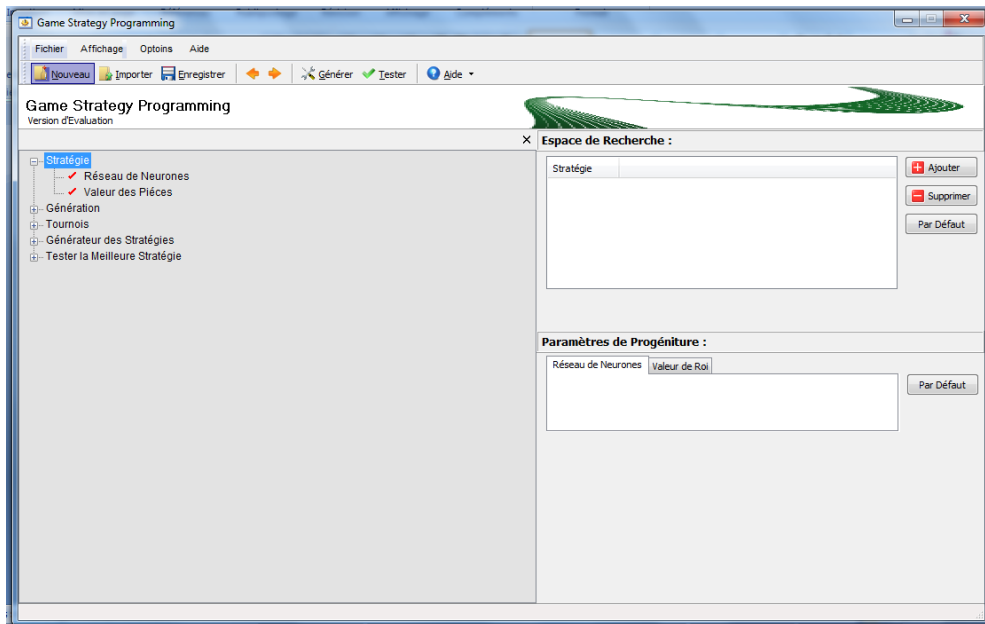 Game Strategy Programming
Fichier Affichage Optoins Aide
Nouveau Importer Enregistrer Générer Tester Aide
Game Strategy Programming
Version d'Evaluation
Espace de Recherche :
Stratégie
Réseau de Neurones
Valeur des Piéces
Génération
Tournois
Générateur des Stratégies
Tester la Meilleure Stratégie
Stratégie
Ajouter
Supprimer
Par Défaut
Paramètres de Progéniture :
Réseau de Neurones Valeur de Roi
Par Défaut